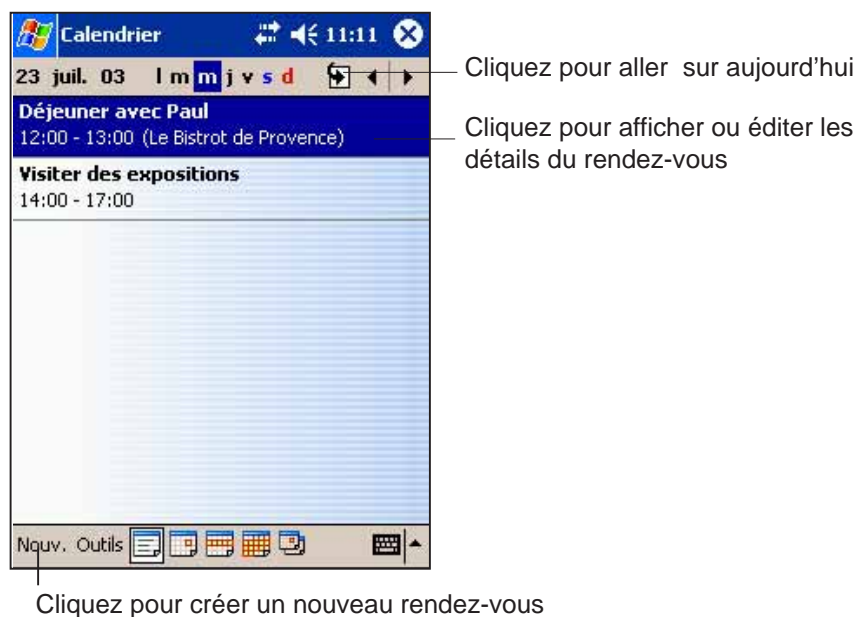 Calendrier 11:11
23 juil. 03 l m m j v s d
Cliquez pour aller sur aujourd'hui
Déjeuner avec Paul
12:00 - 13:00 (Le Bistrot de Provence)
Cliquez pour afficher ou éditer les
détails du rendez-vous
Visiter des expositions
14:00 - 17:00
Nouv. Outils
Cliquez pour créer un nouveau rendez-vous